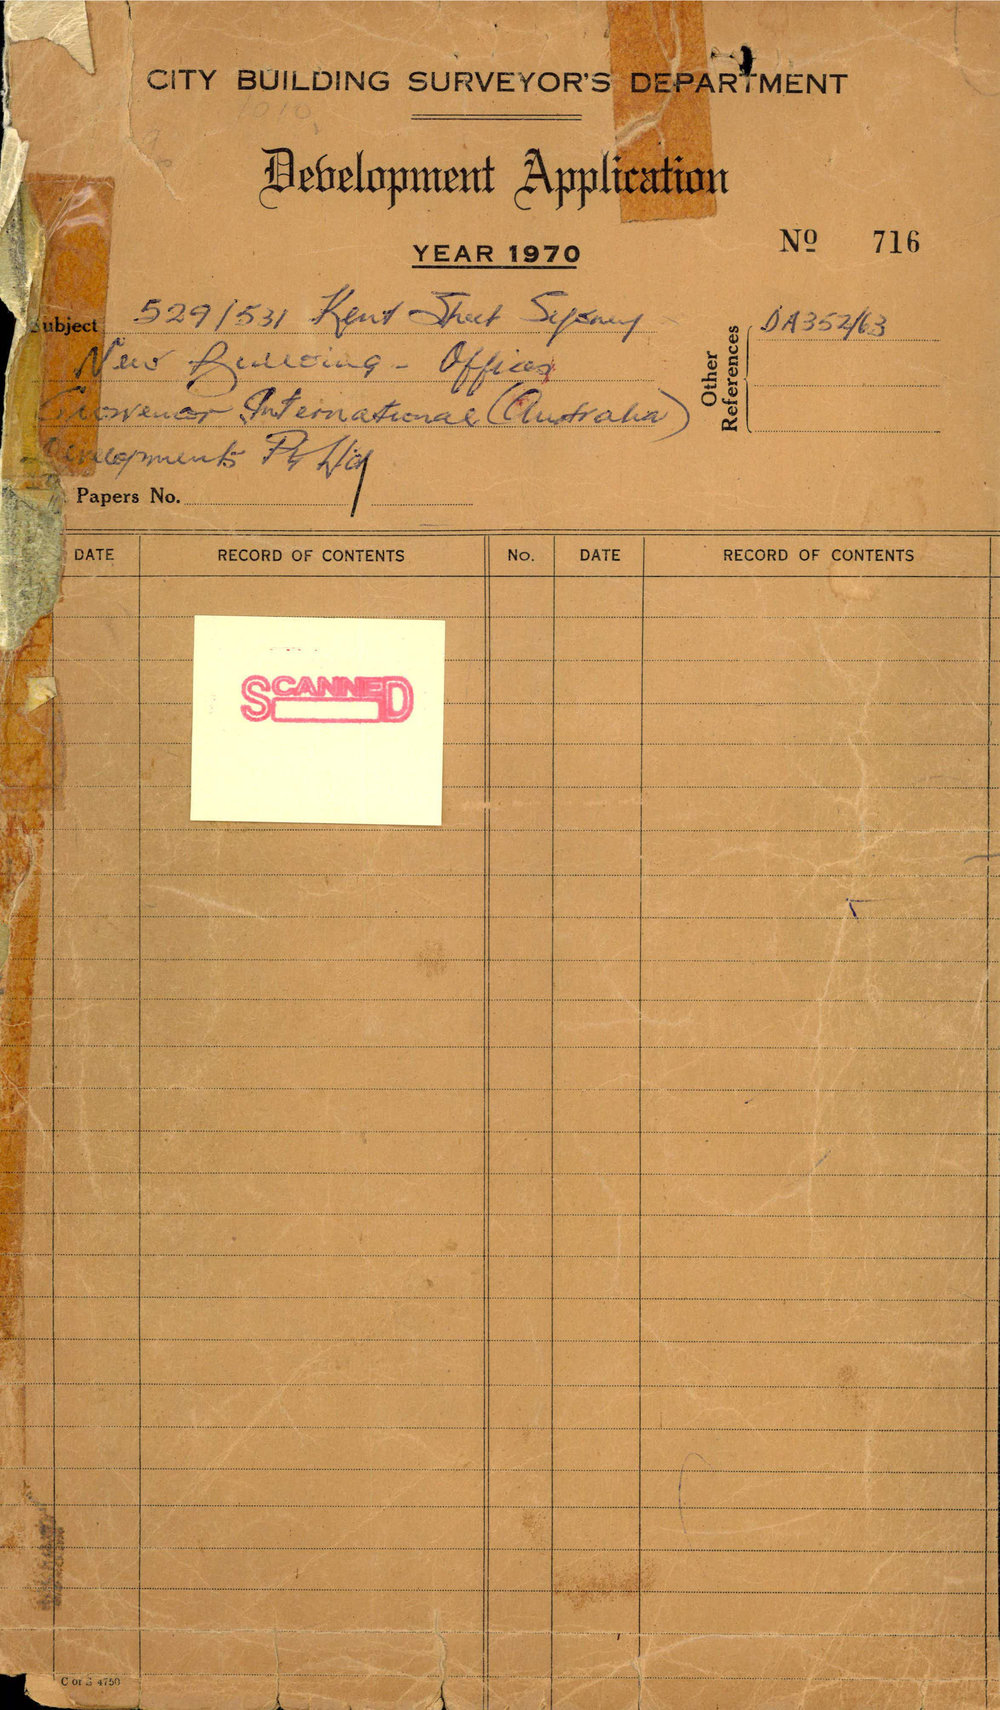 CITY BUILDING SURVEYOR'S DEPARTMENT
Development Application
YEAR 1970
No 716
Subject 529/531 Kent Street Sydney
New Building - Offices
Grosvenor International (Australia)
Developments Pty Ltd
Other References
DA352/63
Papers No.
DATE RECORD OF CONTENTS No. DATE RECORD OF CONTENTS
SCANNED
C of S 4750